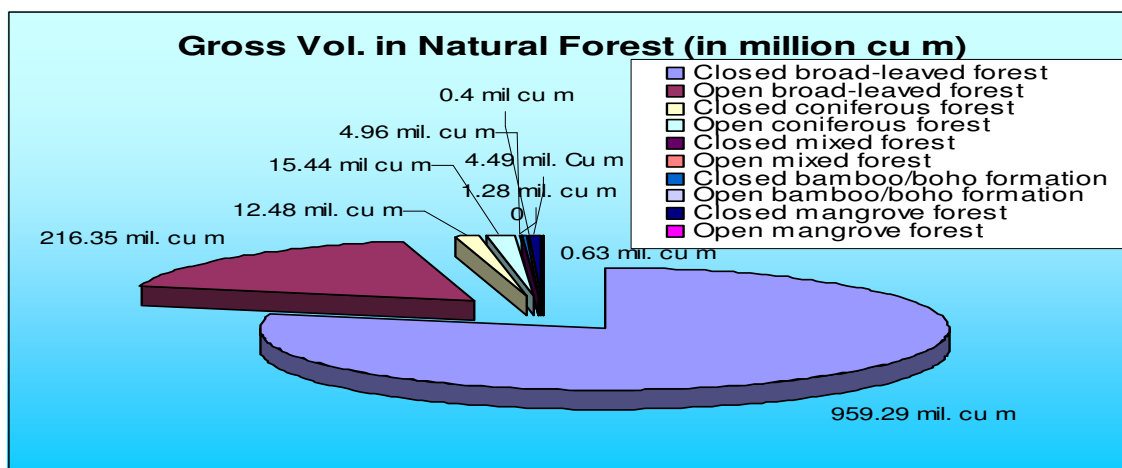 Gross Vol. in Natural Forest (in million cu m)
Closed broad-leaved forest
Open broad-leaved forest
Closed coniferous forest
Open coniferous forest
Closed mixed forest
Open mixed forest
Closed bamboo/boho formation
Open bamboo/boho formation
Closed mangrove forest
Open mangrove forest
0.4 mil cu m
4.96 mil. cu m
4.49 mil. Cu m
15.44 mil cu m
1.28 mil. cu m
12.48 mil. cu m
0
216.35 mil. cu m
0.63 mil. cu m
959.29 mil. cu m